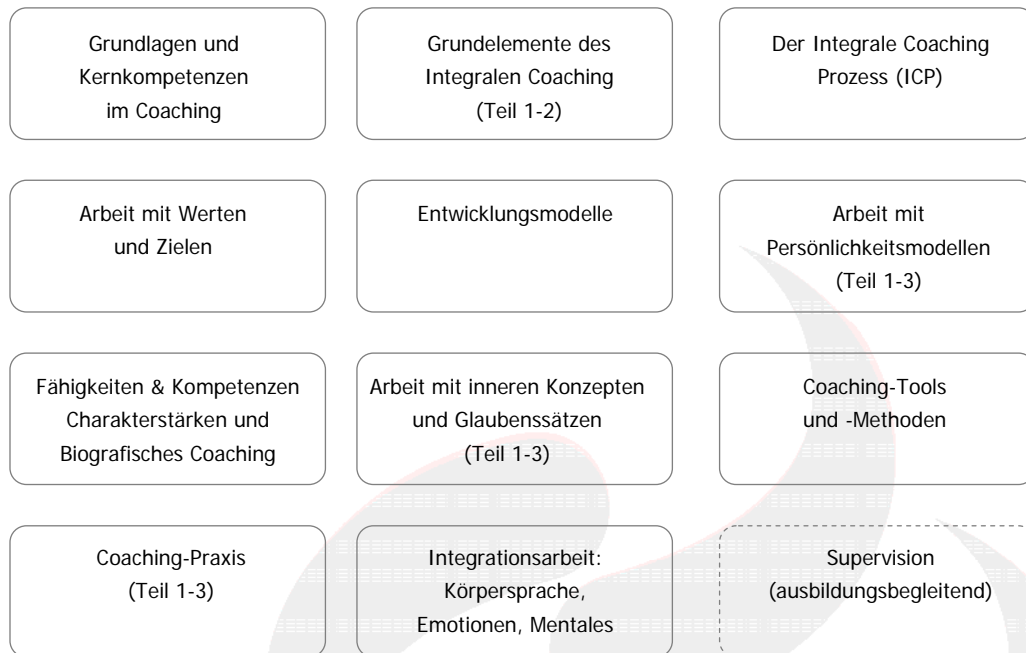 Grundlagen und
Kernkompetenzen
im Coaching
Grundelemente des
Integralen Coaching
(Teil 1-2)
Der Integrale Coaching
Prozess (ICP)
Arbeit mit Werten
und Zielen
Entwicklungsmodelle
Arbeit mit
Persönlichkeitsmodellen
(Teil 1-3)
Fähigkeiten & Kompetenzen
Charakterstärken und
Biografisches Coaching
Arbeit mit inneren Konzepten
und Glaubenssätzen
(Teil 1-3)
Coaching-Tools
und -Methoden
Coaching-Praxis
(Teil 1-3)
Integrationsarbeit:
Körpersprache,
Emotionen, Mentales
Supervision
(ausbildungsbegleitend)